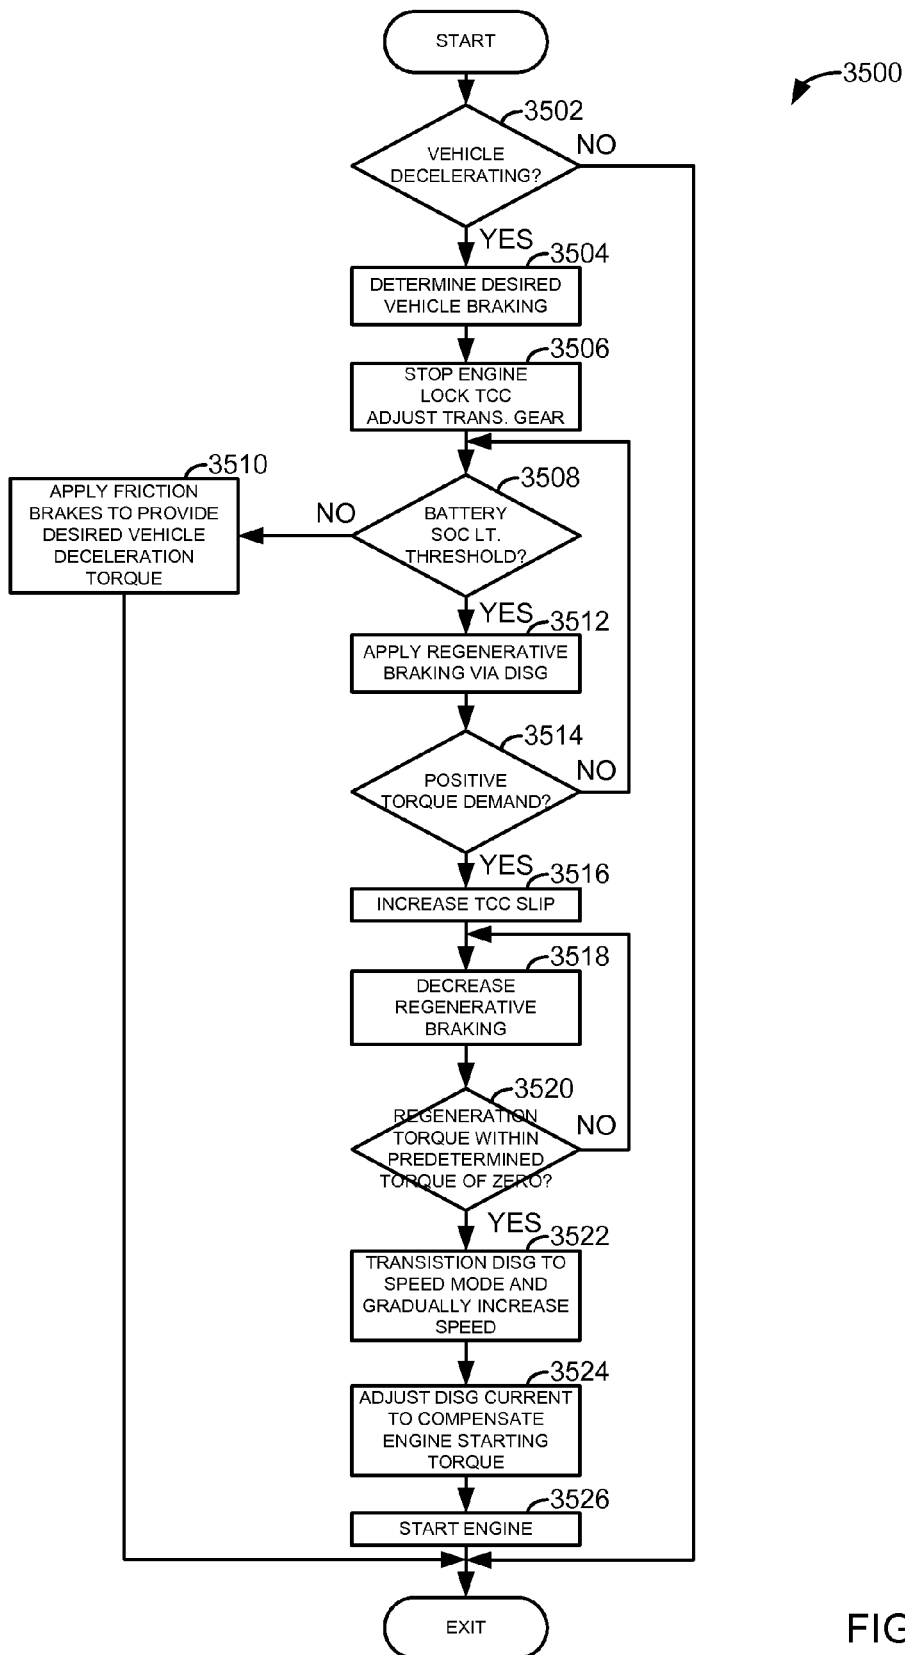 START
3500
3502
NO
VEHICLE
DECELERATING?
YES
3504
DETERMINE DESIRED
VEHICLE BRAKING
3506
STOP ENGINE
LOCK TCC
ADJUST TRANS. GEAR
3510
APPLY FRICTION
BRAKES TO PROVIDE
DESIRED VEHICLE
DECELERATION
TORQUE
NO
3508
BATTERY
SOC LT.
THRESHOLD?
YES
3512
APPLY REGENERATIVE
BRAKING VIA DISG
3514
NO
POSITIVE
TORQUE DEMAND?
YES
3516
INCREASE TCC SLIP
3518
DECREASE
REGENERATIVE
BRAKING
3520
REGENERATION
TORQUE WITHIN
PREDETERMINED
TORQUE OF ZERO?
NO
YES
3522
TRANSISTION DISG TO
SPEED MODE AND
GRADUALLY INCREASE
SPEED
3524
ADJUST DISG CURRENT
TO COMPENSATE
ENGINE STARTING
TORQUE
3526
START ENGINE
EXIT
FIG